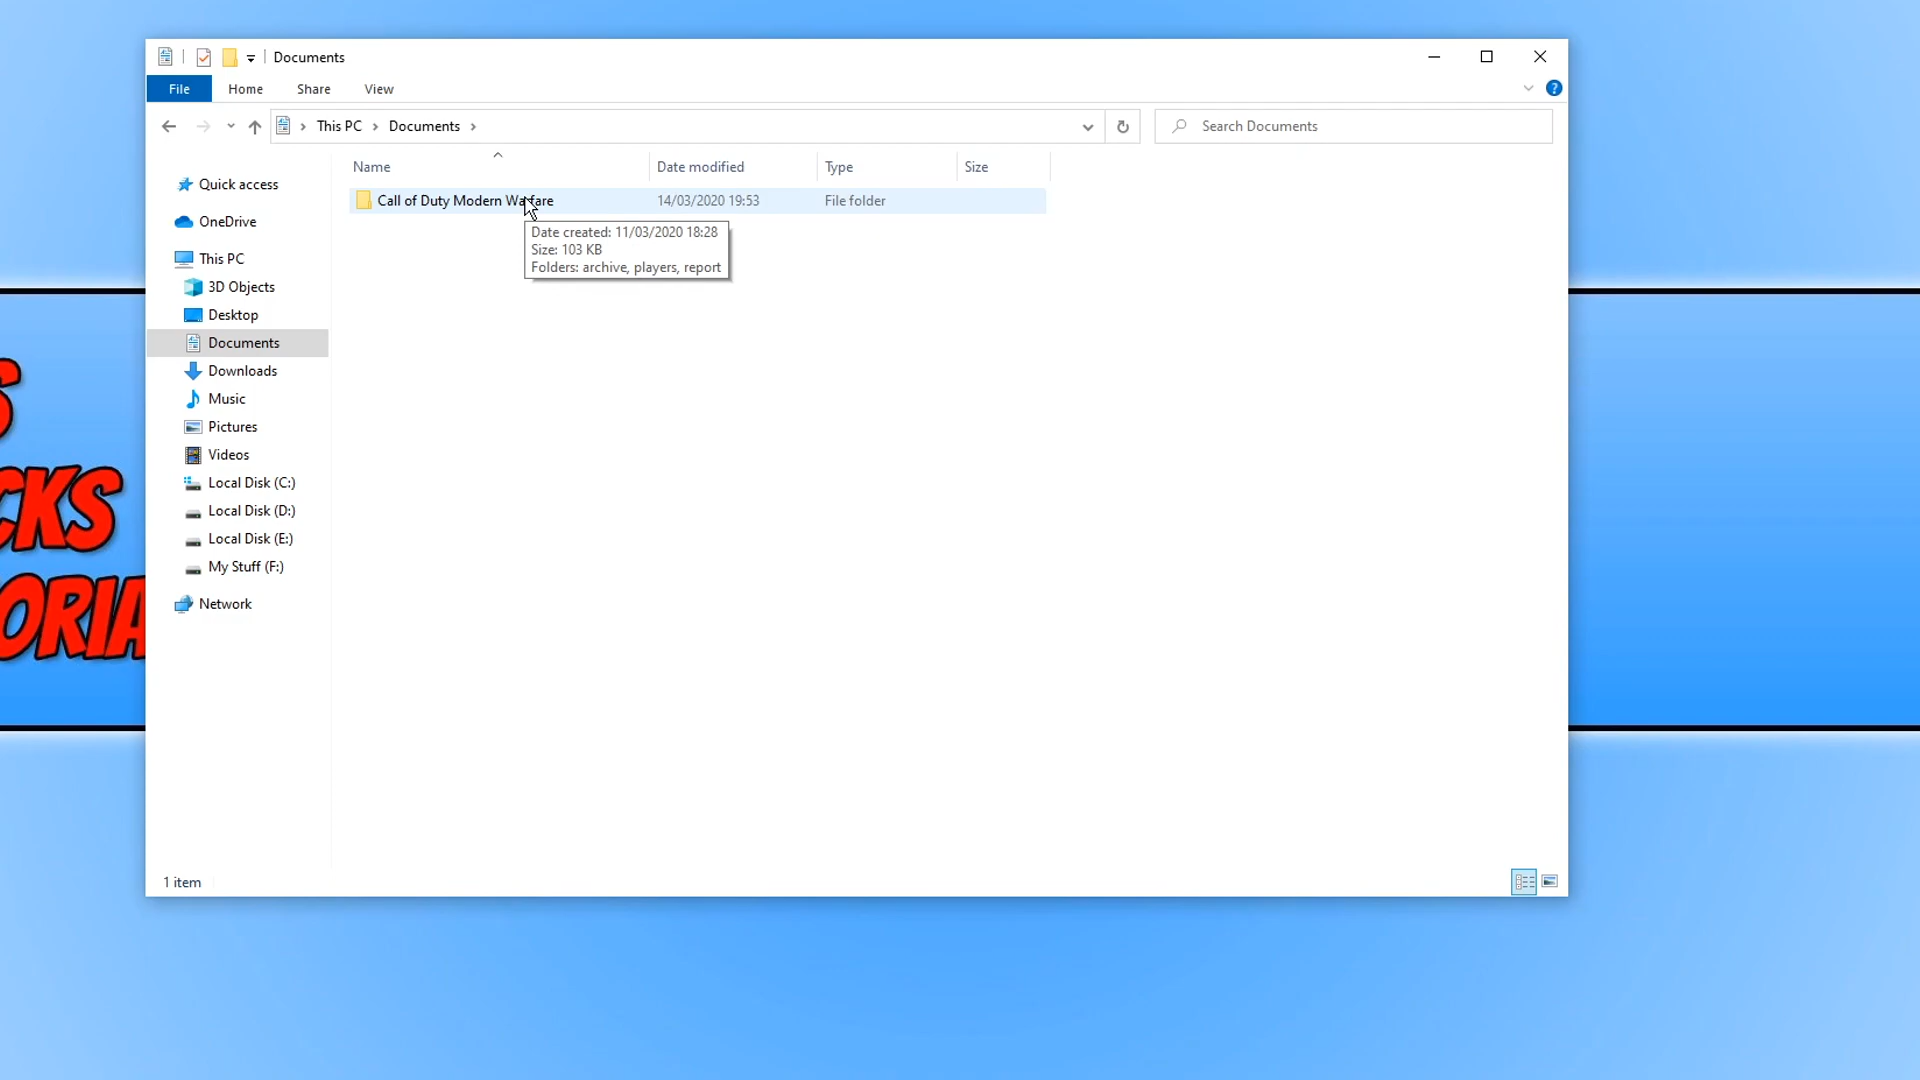 Documents
File Home Share View
This PC Documents
Search Documents
Name Date modified Type Size
Call of Duty Modern Warfare 14/03/2020 19:53 File folder
Date created: 11/03/2020 18:28
Size: 103 KB
Folders: archive, players, report
Quick access
OneDrive
This PC
3D Objects
Desktop
Documents
Downloads
Music
Pictures
Videos
Local Disk (C:)
Local Disk (D:)
Local Disk (E:)
My Stuff (F:)
Network
S
CKS
ORIA
1 item